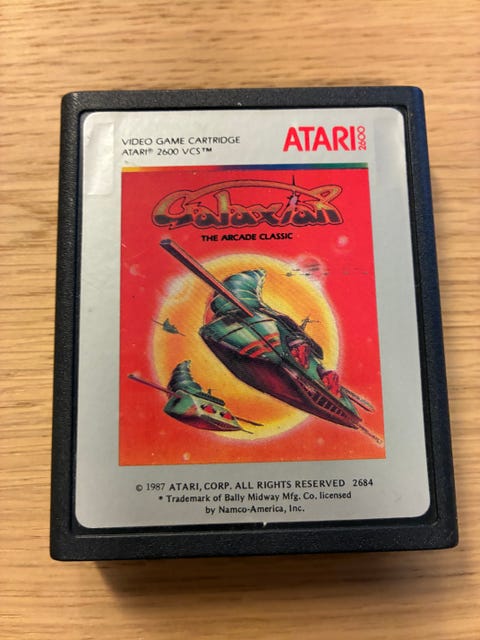 VIDEO GAME CARTRIDGE
ATARI® 2600 VCS™
ATARI 2600
Galaxian
THE ARCADE CLASSIC
© 1987 ATARI, CORP. ALL RIGHTS RESERVED 2684
* Trademark of Bally Midway Mfg. Co. licensed
by Namco-America, Inc.